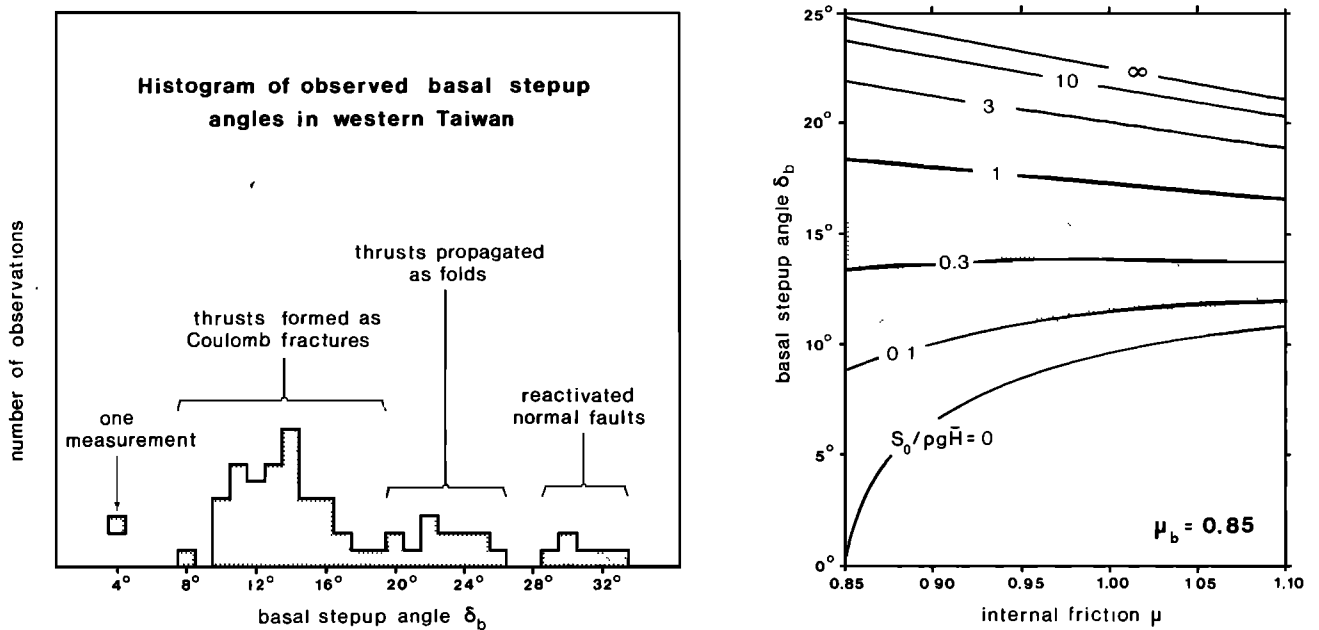 Histogram of observed basal stepup
angles in western Taiwan
number of observations
one
measurement
thrusts formed as
Coulomb fractures
thrusts propagated
as folds
reactivated
normal faults
4° 8° 12° 16° 20° 24° 28° 32°
basal stepup angle δb
25°
20°
15°
10°
5°
0°
basal stepup angle δb
∞
10
3
1
0.3
0 1
S0/ρgH̄ = 0
μb = 0.85
0.85 0 90 0.95 1.00 1 05 1.10
internal friction μ